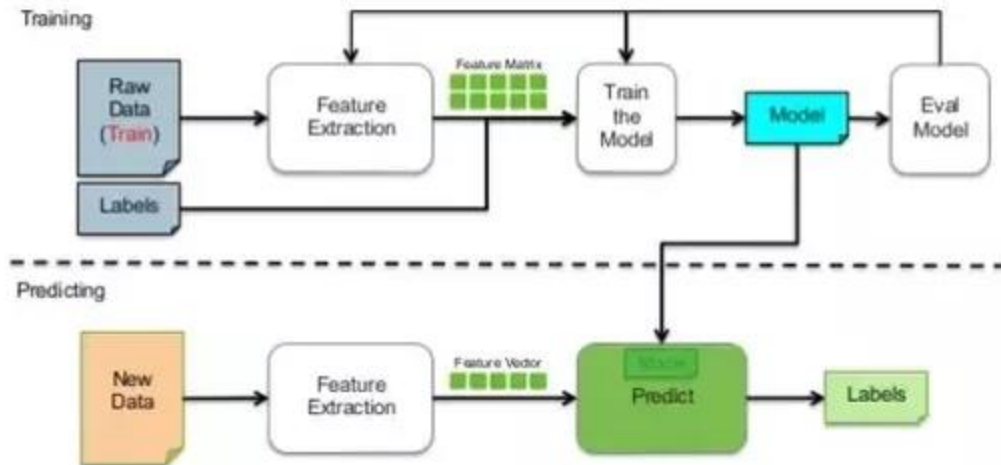 Training
Feature Matrix
Raw
Data
(Train)
Feature
Extraction
Train
the
Model
Model
Eval
Model
Labels
Predicting
New
Data
Feature
Extraction
Feature Vector
Model
Predict
Labels